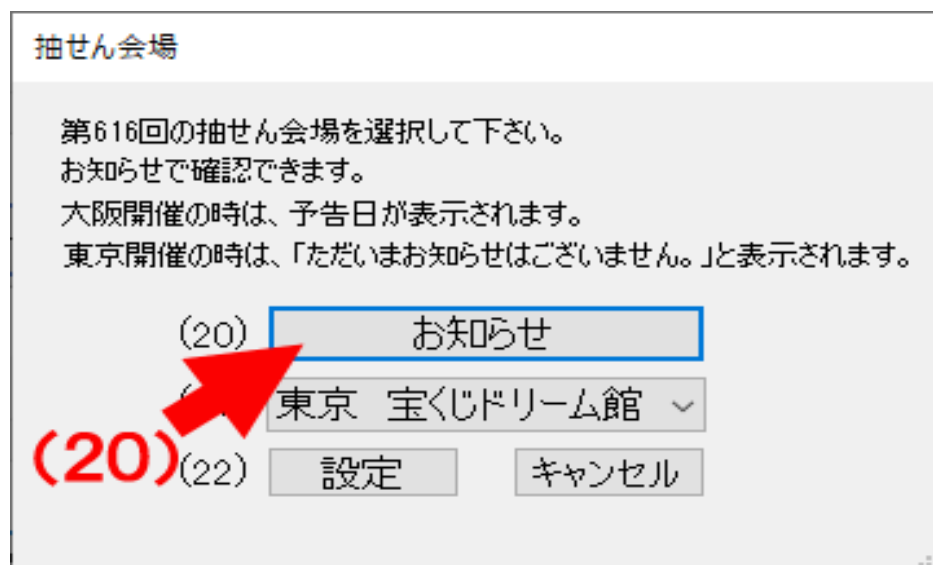 抽せん会場
第616回の抽せん会場を選択して下さい。
お知らせで確認できます。
大阪開催の時は、予告日が表示されます。
東京開催の時は、「ただいまお知らせはございません。」と表示されます。
(20) お知らせ
東京 宝くじドリーム館
(20)
(22) 設定 キャンセル